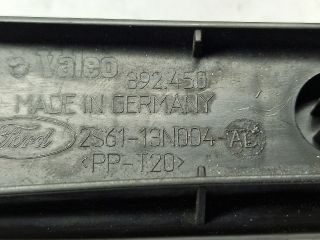 Valeo 892.450
MADE IN GERMANY
Ford 2S61-13N004-AE
<PP-T20>